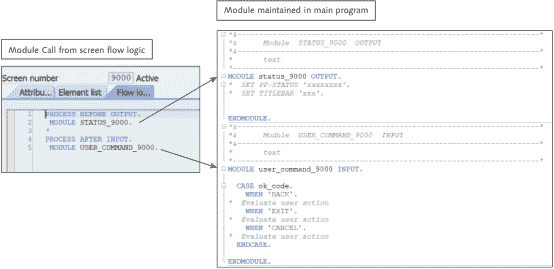 Module maintained in main program
Module Call from screen flow logic
Screen number 9000 Active
Attribu... Element list Flow lo...
1 PROCESS BEFORE OUTPUT.
2 MODULE STATUS_9000.
3 *
4 PROCESS AFTER INPUT.
5 MODULE USER_COMMAND_9000.
*&---------------------------------------------------------------------*
*& Module STATUS_9000 OUTPUT
*&---------------------------------------------------------------------*
* text
*----------------------------------------------------------------------*
MODULE status_9000 OUTPUT.
* SET PF-STATUS 'xxxxxxxx'.
* SET TITLEBAR 'xxx'.
ENDMODULE.
*&---------------------------------------------------------------------*
*& Module USER_COMMAND_9000 INPUT
*&---------------------------------------------------------------------*
* text
*----------------------------------------------------------------------*
MODULE user_command_9000 INPUT.
CASE ok_code.
WHEN 'BACK'.
* Evaluate user action
WHEN 'EXIT'.
* Evaluate user action
WHEN 'CANCEL'.
* Evaluate user action
ENDCASE.
ENDMODULE.